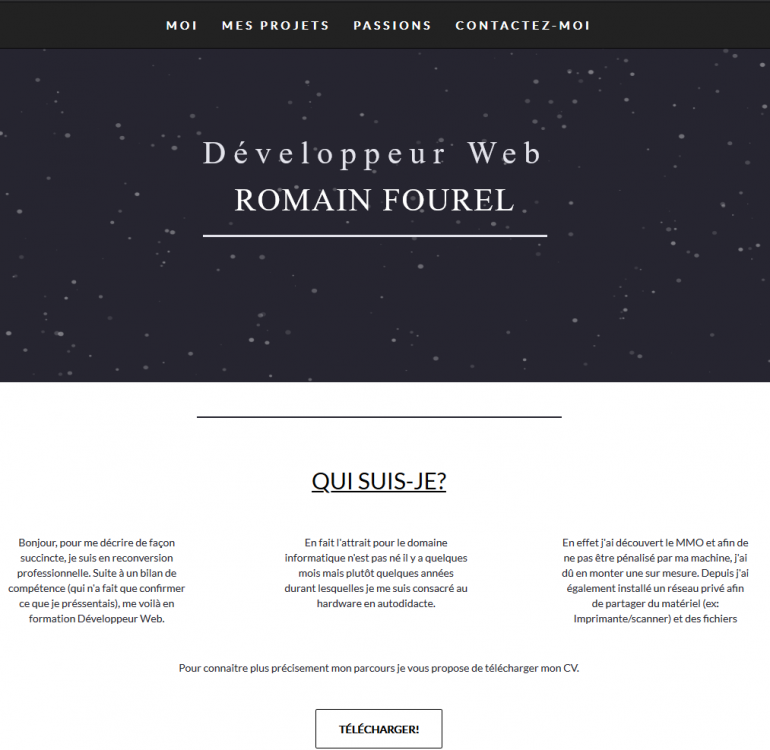 MOI MES PROJETS PASSIONS CONTACTEZ-MOI
Développeur Web
ROMAIN FOUREL
QUI SUIS-JE?
Bonjour, pour me décrire de façon
succincte, je suis en reconversion
professionnelle. Suite à un bilan de
compétence (qui n'a fait que confirmer
ce que je préssentais), me voilà en
formation Développeur Web.
En fait l'attrait pour le domaine
informatique n'est pas né il y a quelques
mois mais plutôt quelques années
durant lesquelles je me suis consacré au
hardware en autodidacte.
En effet j'ai découvert le MMO et afin de
ne pas être pénalisé par ma machine, j'ai
dû en monter une sur mesure. Depuis j'ai
également installé un réseau privé afin
de partager du matériel (ex:
Imprimante/scanner) et des fichiers
Pour connaitre plus précisement mon parcours je vous propose de télécharger mon CV.
TÉLÉCHARGER!